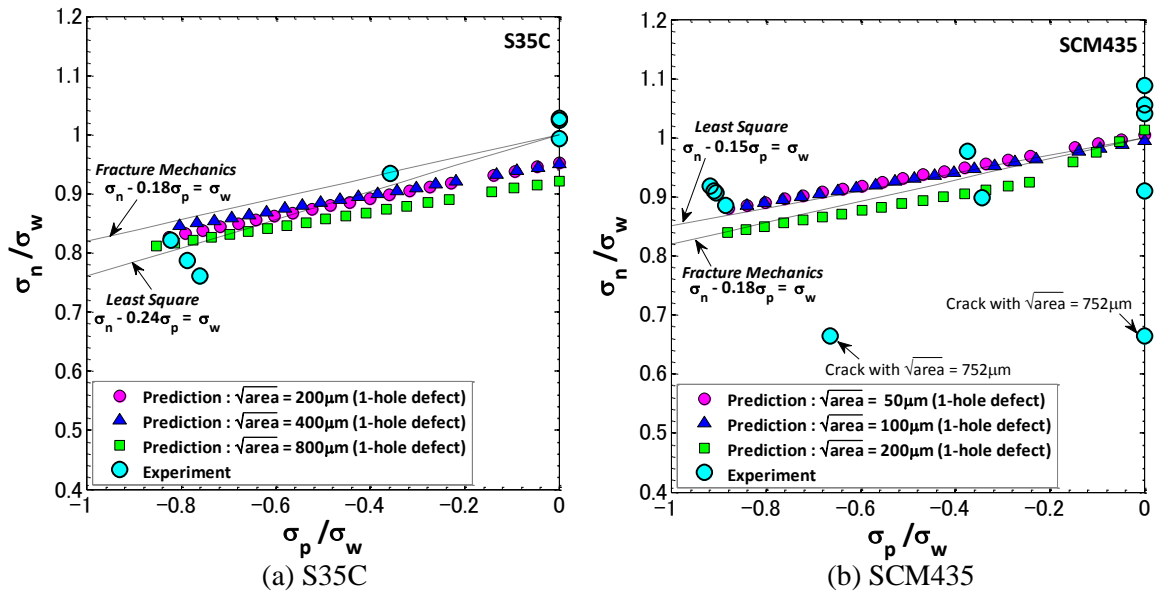 S35C
1.2
1.1
1
0.9
0.8
0.7
0.6
0.5
0.4
σn/σw
Fracture Mechanics
σn - 0.18σp = σw
Least Square
σn - 0.24σp = σw
Prediction : √area = 200μm (1-hole defect)
Prediction : √area = 400μm (1-hole defect)
Prediction : √area = 800μm (1-hole defect)
Experiment
-1 -0.8 -0.6 -0.4 -0.2 0
σp/σw
(a) S35C
SCM435
1.2
1.1
1
0.9
0.8
0.7
0.6
0.5
0.4
σn/σw
Least Square
σn - 0.15σp = σw
Fracture Mechanics
σn - 0.18σp = σw
Crack with √area = 752μm
Crack with √area = 752μm
Prediction : √area = 50μm (1-hole defect)
Prediction : √area = 100μm (1-hole defect)
Prediction : √area = 200μm (1-hole defect)
Experiment
-1 -0.8 -0.6 -0.4 -0.2 0
σp/σw
(b) SCM435